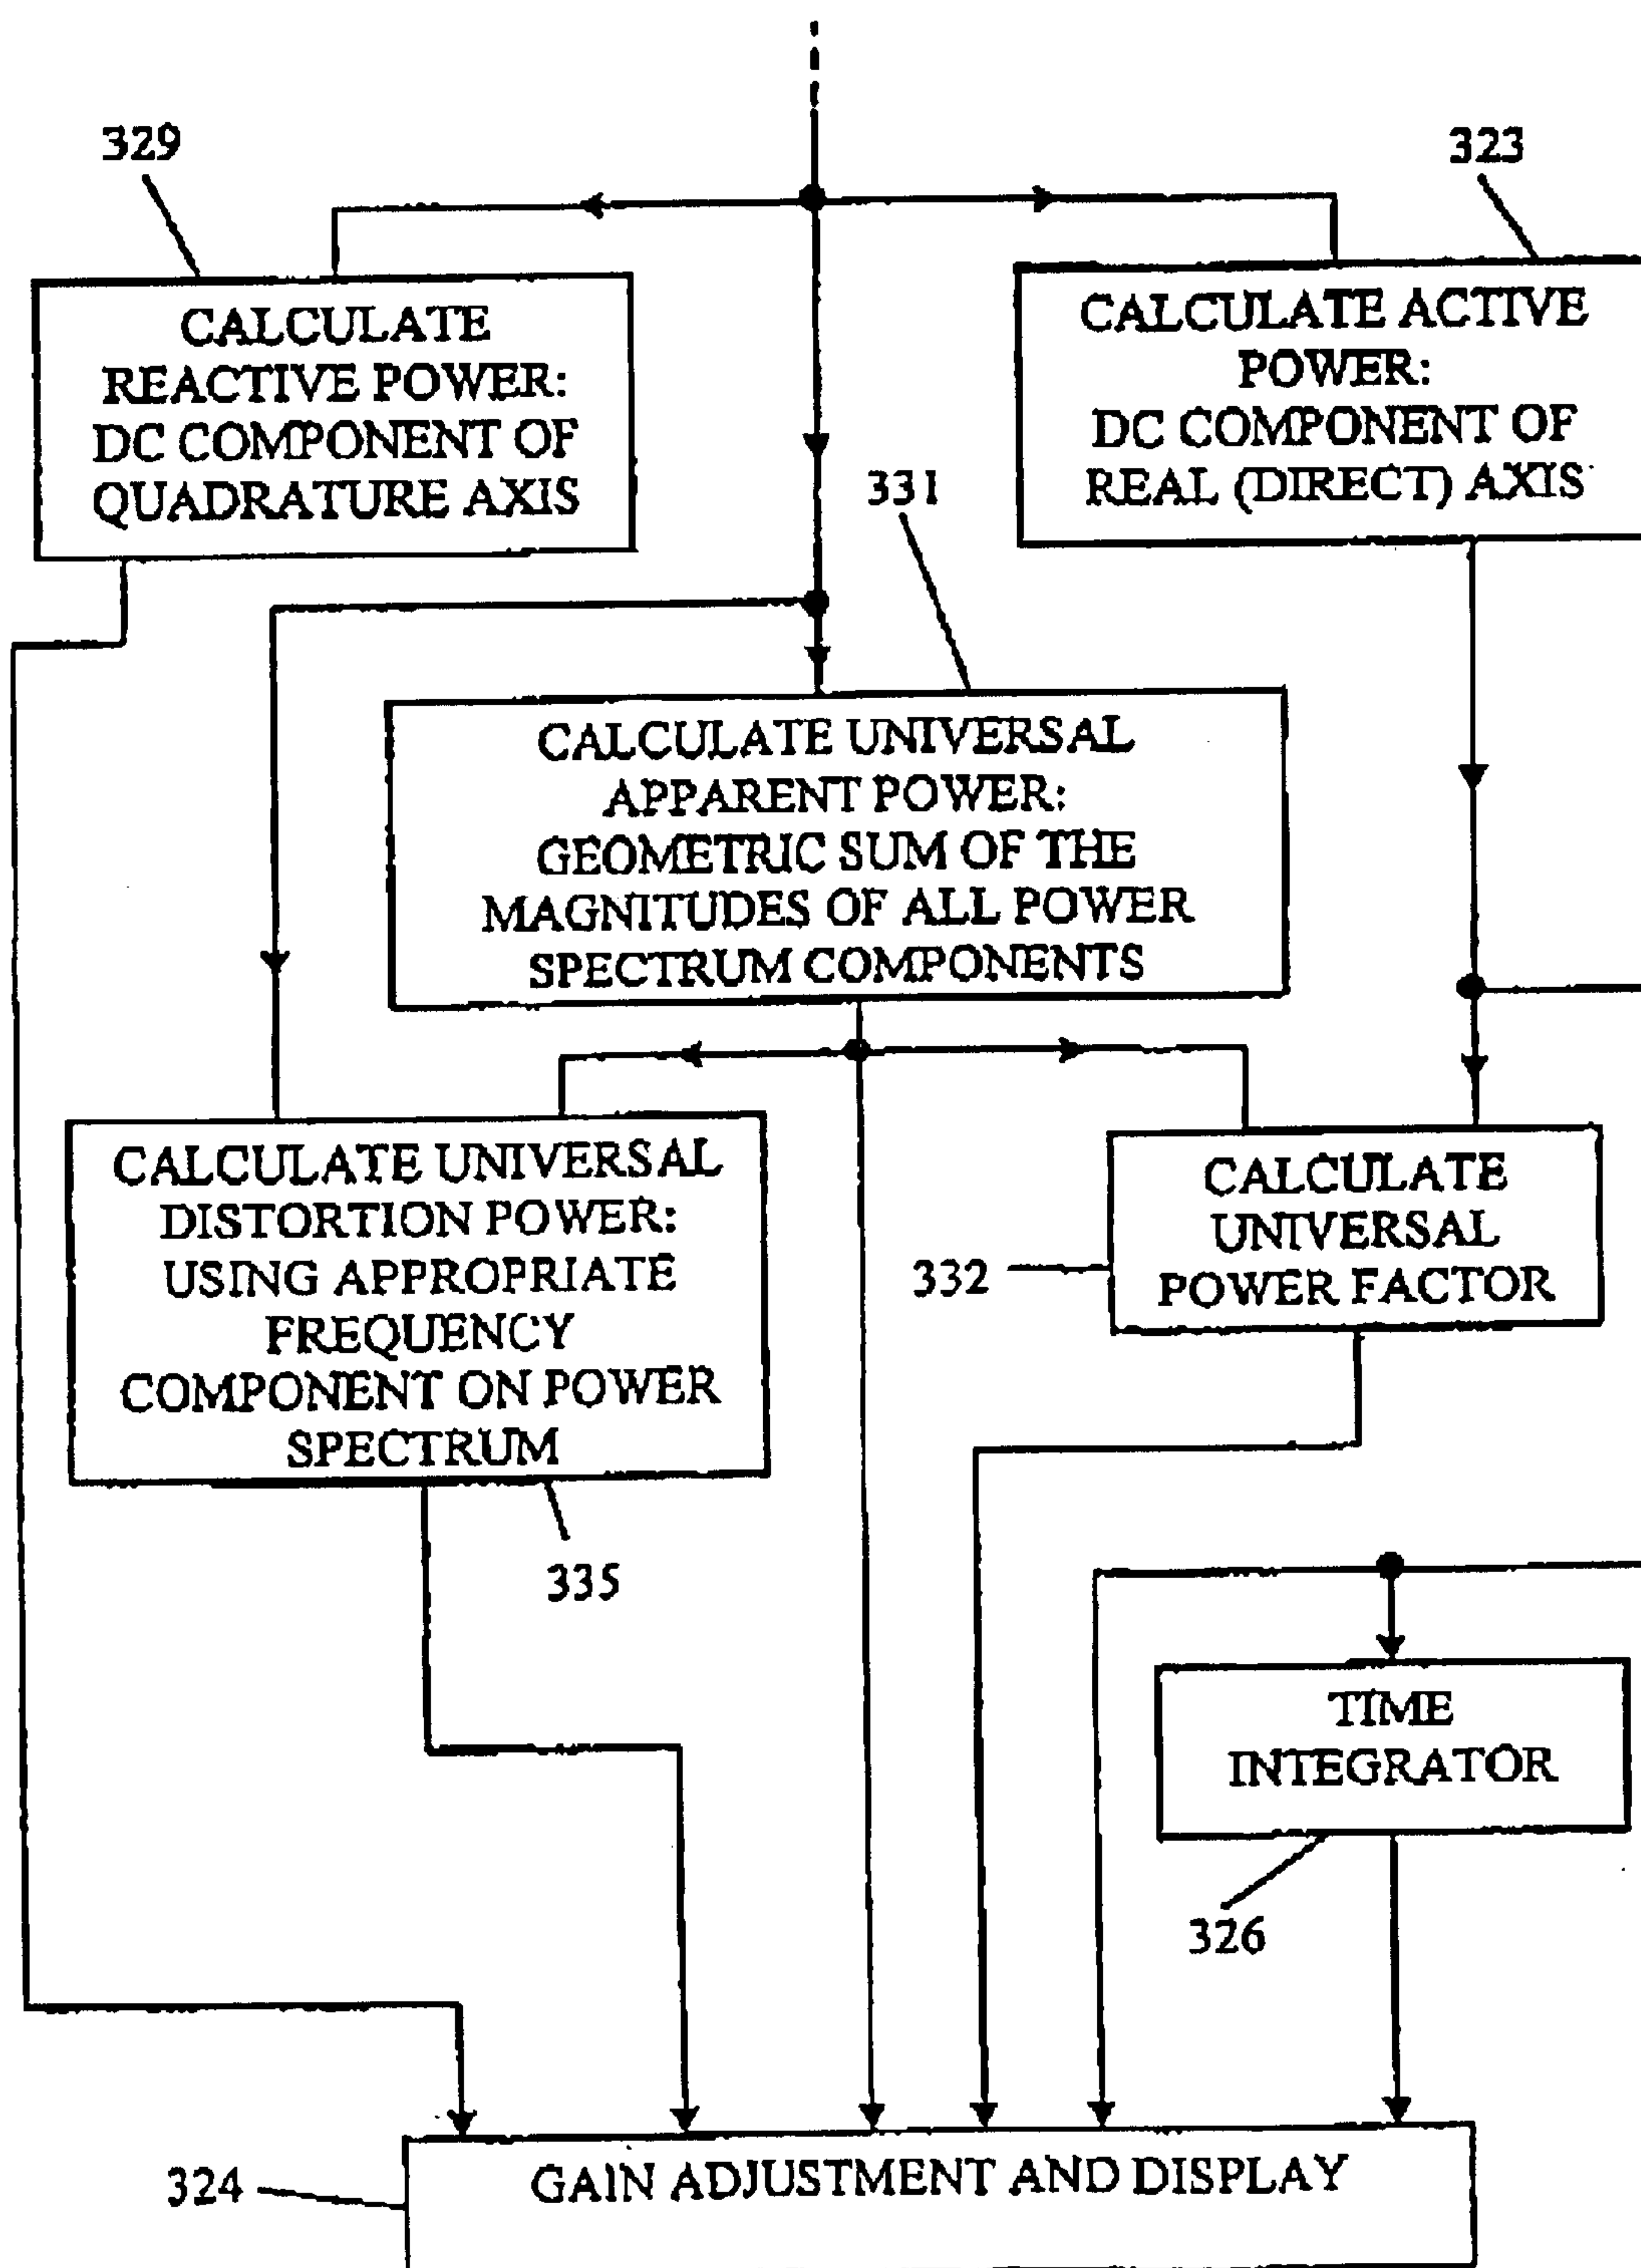 329
323
CALCULATE
REACTIVE POWER:
DC COMPONENT OF
QUADRATURE AXIS
CALCULATE ACTIVE
POWER:
DC COMPONENT OF
REAL (DIRECT) AXIS
331
CALCULATE UNIVERSAL
APPARENT POWER:
GEOMETRIC SUM OF THE
MAGNITUDES OF ALL POWER
SPECTRUM COMPONENTS
CALCULATE UNIVERSAL
DISTORTION POWER:
USING APPROPRIATE
FREQUENCY
COMPONENT ON POWER
SPECTRUM
335
CALCULATE
UNIVERSAL
POWER FACTOR
332
TIME
INTEGRATOR
326
324
GAIN ADJUSTMENT AND DISPLAY